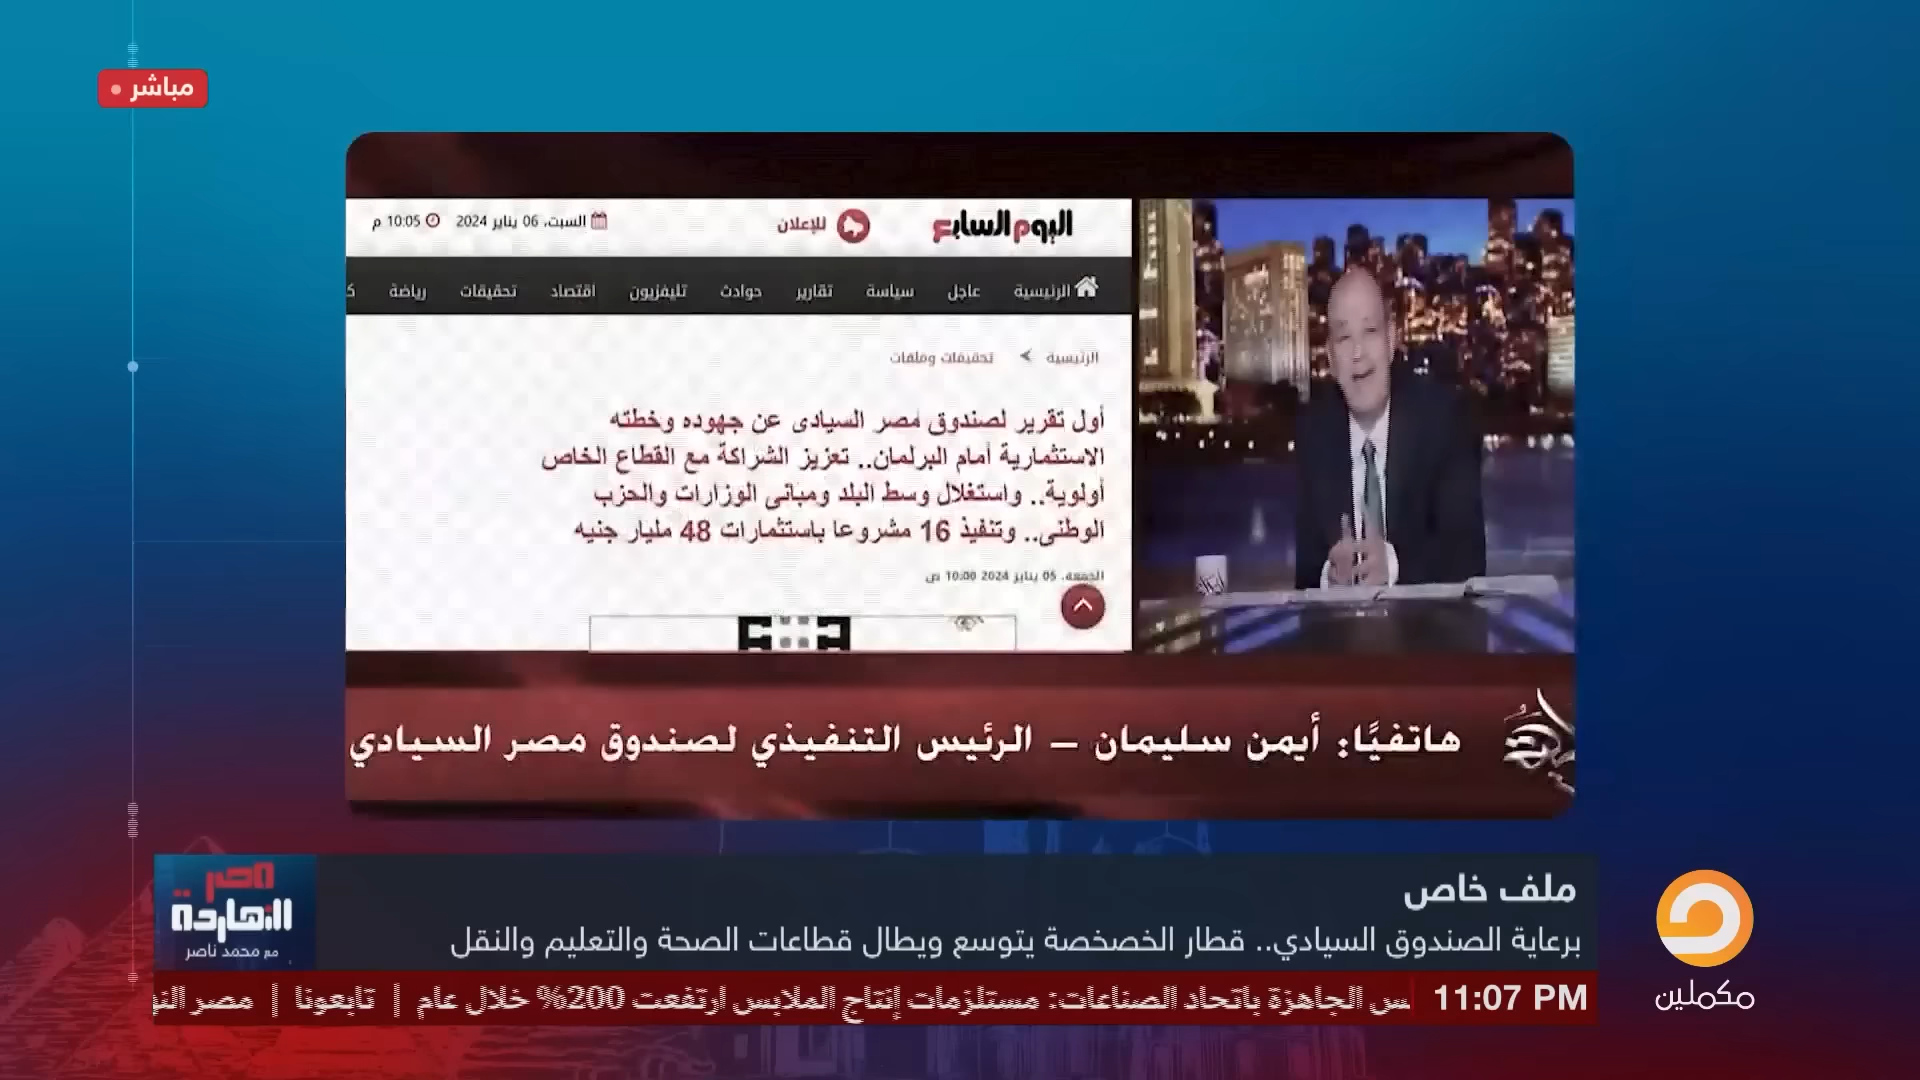 مباشر
اليوم السابع
للإعلان
السبت، 06 يناير 2024
10:05 م
الرئيسية عاجل سياسة تقارير حوادث تليفزيون اقتصاد تحقيقات رياضة
الرئيسية تحقيقات وملفات
أول تقرير لصندوق مصر السيادى عن جهوده وخطته
الاستثمارية أمام البرلمان.. تعزيز الشراكة مع القطاع الخاص
أولوية.. واستغلال وسط البلد ومبانى الوزارات والحزب
الوطنى.. وتنفيذ 16 مشروعا باستثمارات 48 مليار جنيه
الجمعة، 05 يناير 2024 10:00 ص
هاتفيًا: أيمن سليمان – الرئيس التنفيذي لصندوق مصر السيادي
ملف خاص
برعاية الصندوق السيادي.. قطار الخصخصة يتوسع ويطال قطاعات الصحة والتعليم والنقل
مصر
النهاردة
مع محمد ناصر
11:07 PM
الجاهزة باتحاد الصناعات: مستلزمات إنتاج الملابس ارتفعت 200% خلال عام | تابعونا | مصر
مكملين